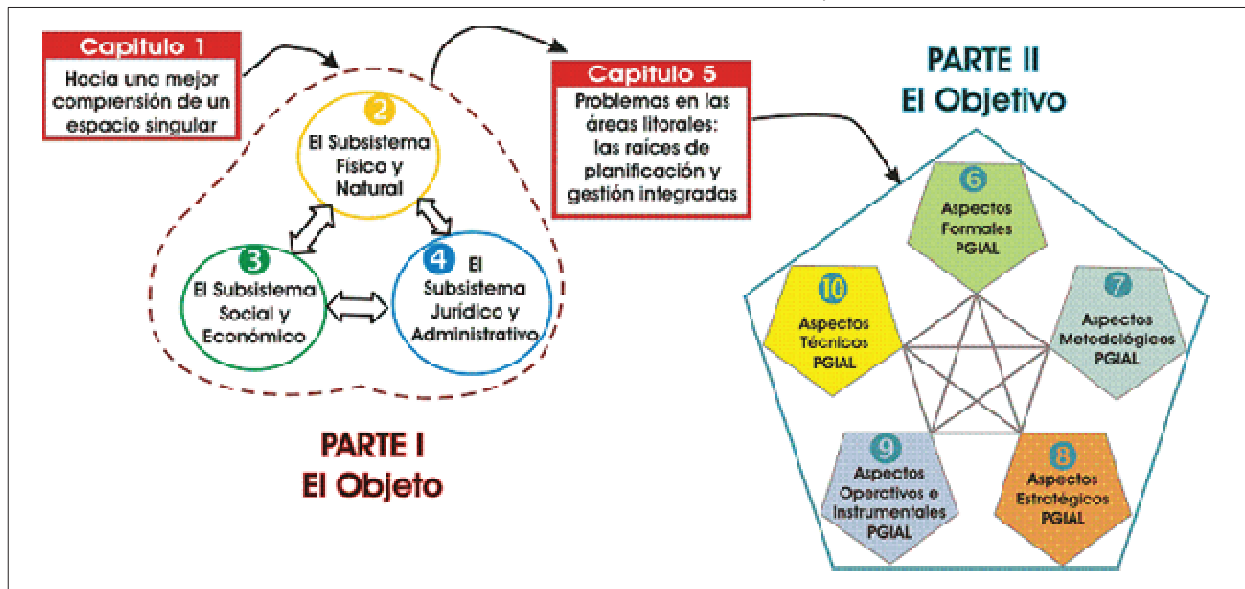 Capitulo 1
Hacia una mejor
comprensión de un
espacio singular
2
El Subsistema
Físico y
Natural
3
El Subsistema
Social y
Económico
4 El
Subsistema
Jurídico y
Administrativo
PARTE I
El Objeto
Capitulo 5
Problemas en las
áreas litorales:
las raíces de
planificación y
gestión integradas
PARTE II
El Objetivo
6
Aspectos
Formales
PGIAL
7
Aspectos
Metodológicos
PGIAL
8
Aspectos
Estratégicos
PGIAL
9
Aspectos
Operativos e
Instrumentales
PGIAL
10
Aspectos
Técnicos
PGIAL